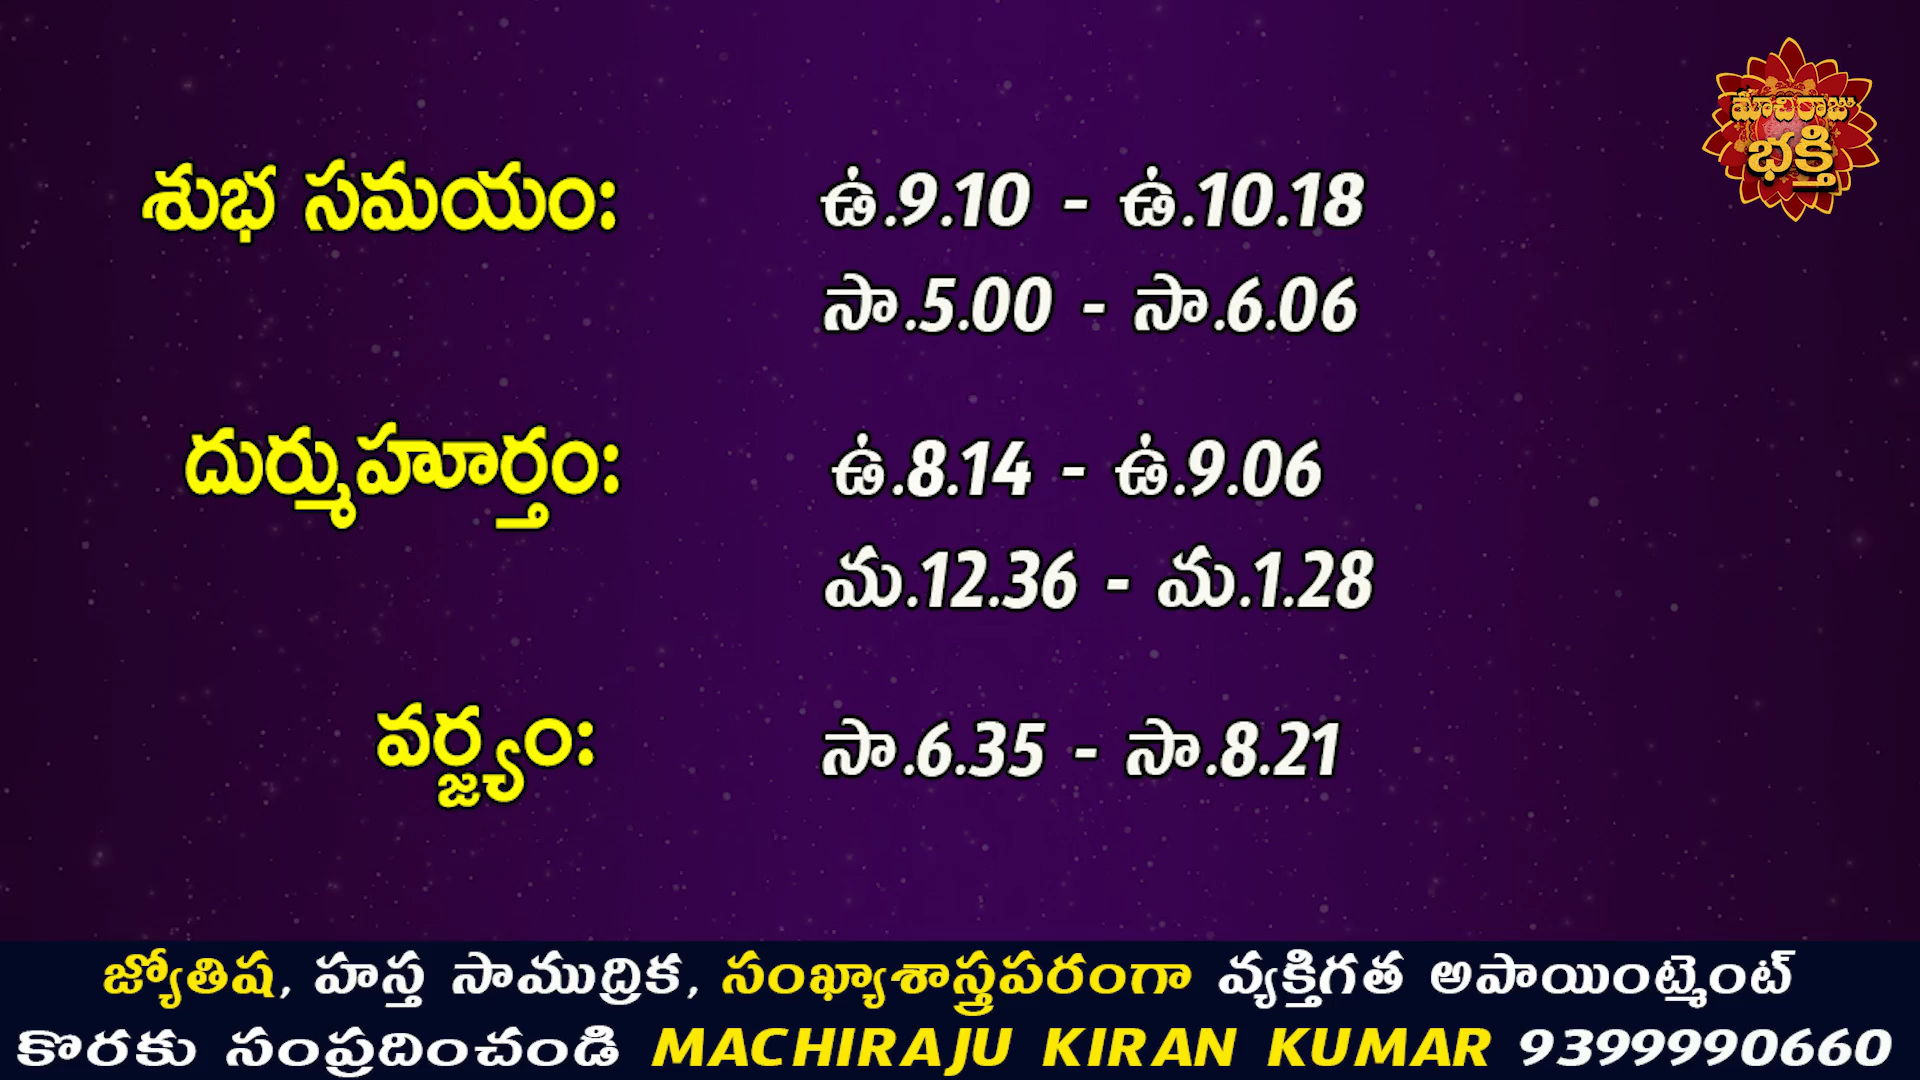 మాచిరాజు
భక్తి
శుభ సమయం: ఉ.9.10 - ఉ.10.18
సా.5.00 - సా.6.06
దుర్ముహూర్తం: ఉ.8.14 - ఉ.9.06
మ.12.36 - మ.1.28
వర్జ్యం: సా.6.35 - సా.8.21
జ్యోతిష, హస్త సాముద్రిక, సంఖ్యాశాస్త్రపరంగా వ్యక్తిగత అపాయింట్మెంట్
కొరకు సంప్రదించండి MACHIRAJU KIRAN KUMAR 9399990660